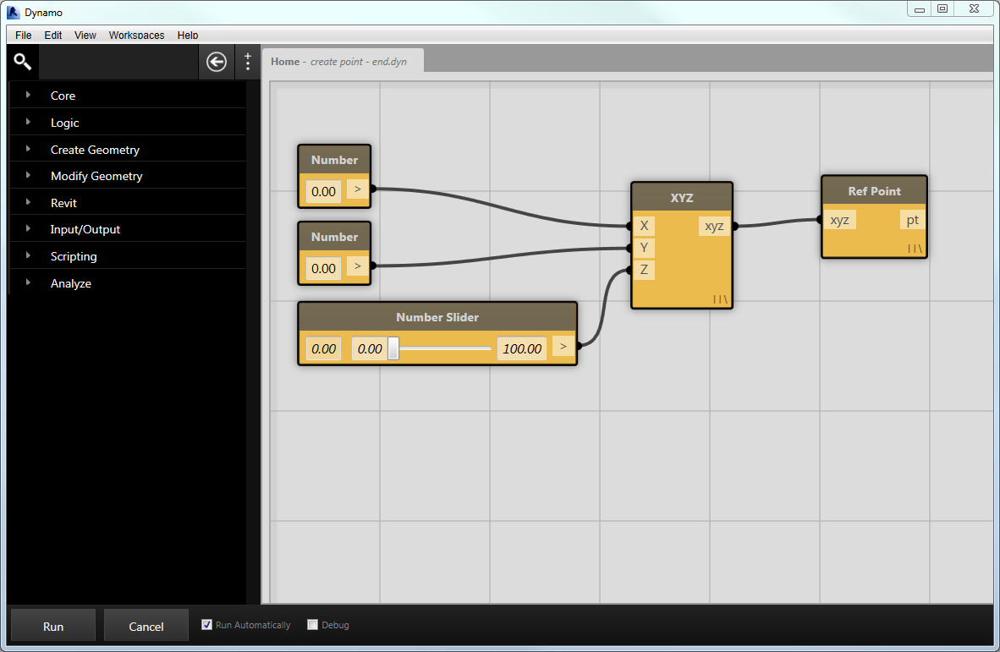 Dynamo
File Edit View Workspaces Help
Home - create point - end.dyn
Core
Logic
Create Geometry
Modify Geometry
Revit
Input/Output
Scripting
Analyze
Number
0.00 >
Number
0.00 >
Number Slider
0.00 0.00 100.00 >
XYZ
X xyz
Y
Z
Ref Point
xyz pt
Run Cancel Run Automatically Debug